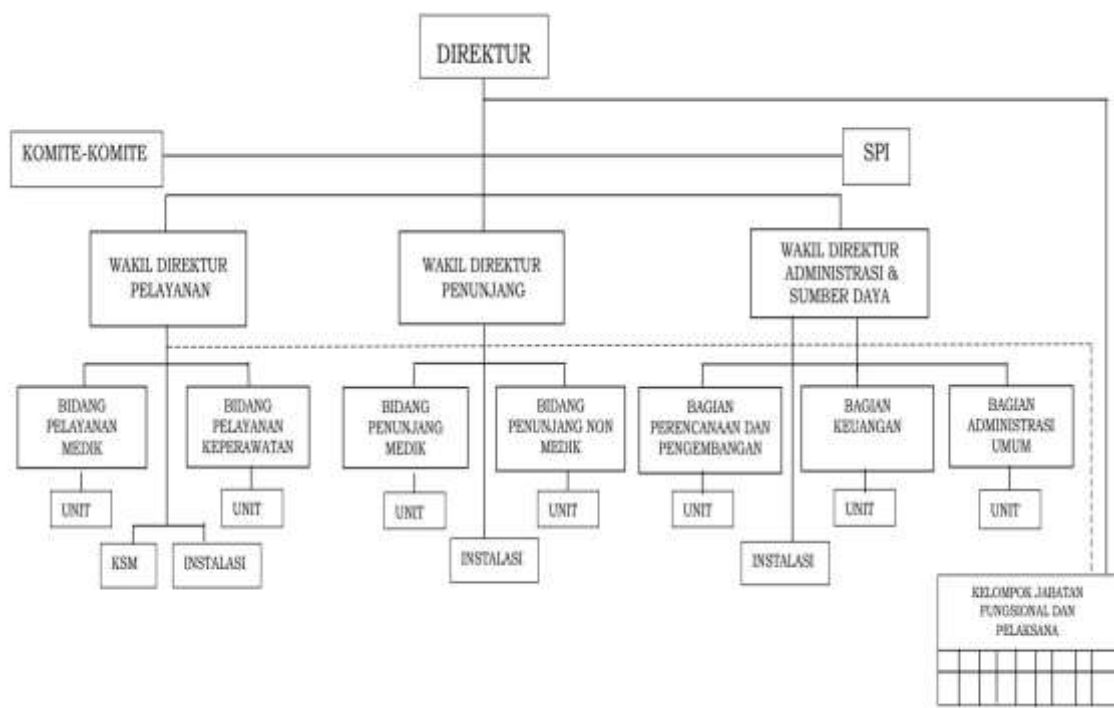 DIREKTUR
KOMITE-KOMITE
SPI
WAKIL DIREKTUR
PELAYANAN
WAKIL DIREKTUR
PENUNJANG
WAKIL DIREKTUR
ADMINISTRASI &
SUMBER DAYA
BIDANG
PELAYANAN
MEDIK
BIDANG
PELAYANAN
KEPERAWATAN
BIDANG
PENUNJANG
MEDIK
BIDANG
PENUNJANG NON
MEDIK
BAGIAN
PERENCANAAN DAN
PENGEMBANGAN
BAGIAN
KEUANGAN
BAGIAN
ADMINISTRASI
UMUM
UNIT
UNIT
UNIT
UNIT
UNIT
UNIT
UNIT
KSM
INSTALASI
INSTALASI
INSTALASI
KELOMPOK JABATAN
FUNGSIONAL DAN
PELAKSANA